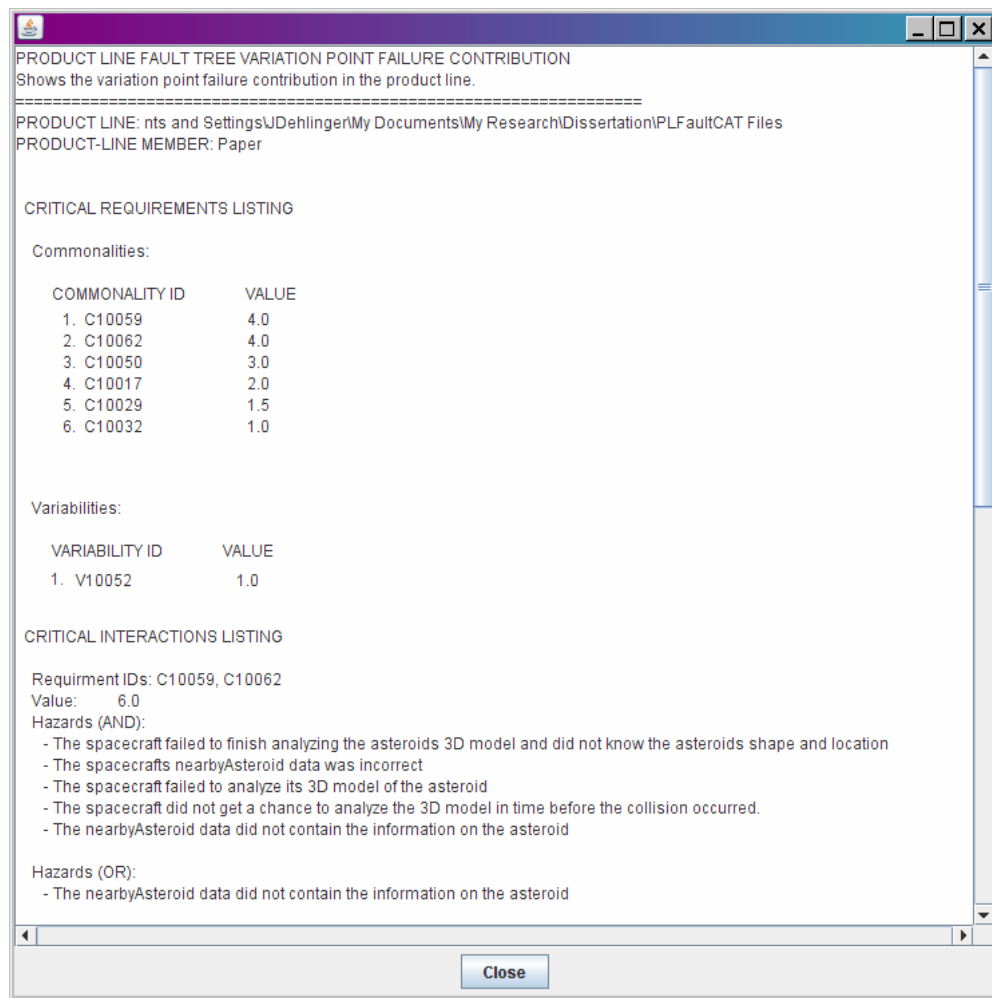 PRODUCT LINE FAULT TREE VARIATION POINT FAILURE CONTRIBUTION
Shows the variation point failure contribution in the product line.
===================================================================
PRODUCT LINE: nts and Settings\JDehlinger\My Documents\My Research\Dissertation\PLFaultCAT Files
PRODUCT-LINE MEMBER: Paper
CRITICAL REQUIREMENTS LISTING
Commonalities:
COMMONALITY ID VALUE
1. C10059 4.0
2. C10062 4.0
3. C10050 3.0
4. C10017 2.0
5. C10029 1.5
6. C10032 1.0
Variabilities:
VARIABILITY ID VALUE
1. V10052 1.0
CRITICAL INTERACTIONS LISTING
Requirment IDs: C10059, C10062
Value: 6.0
Hazards (AND):
- The spacecraft failed to finish analyzing the asteroids 3D model and did not know the asteroids shape and location
- The spacecrafts nearbyAsteroid data was incorrect
- The spacecraft failed to analyze its 3D model of the asteroid
- The spacecraft did not get a chance to analyze the 3D model in time before the collision occurred.
- The nearbyAsteroid data did not contain the information on the asteroid
Hazards (OR):
- The nearbyAsteroid data did not contain the information on the asteroid
Close